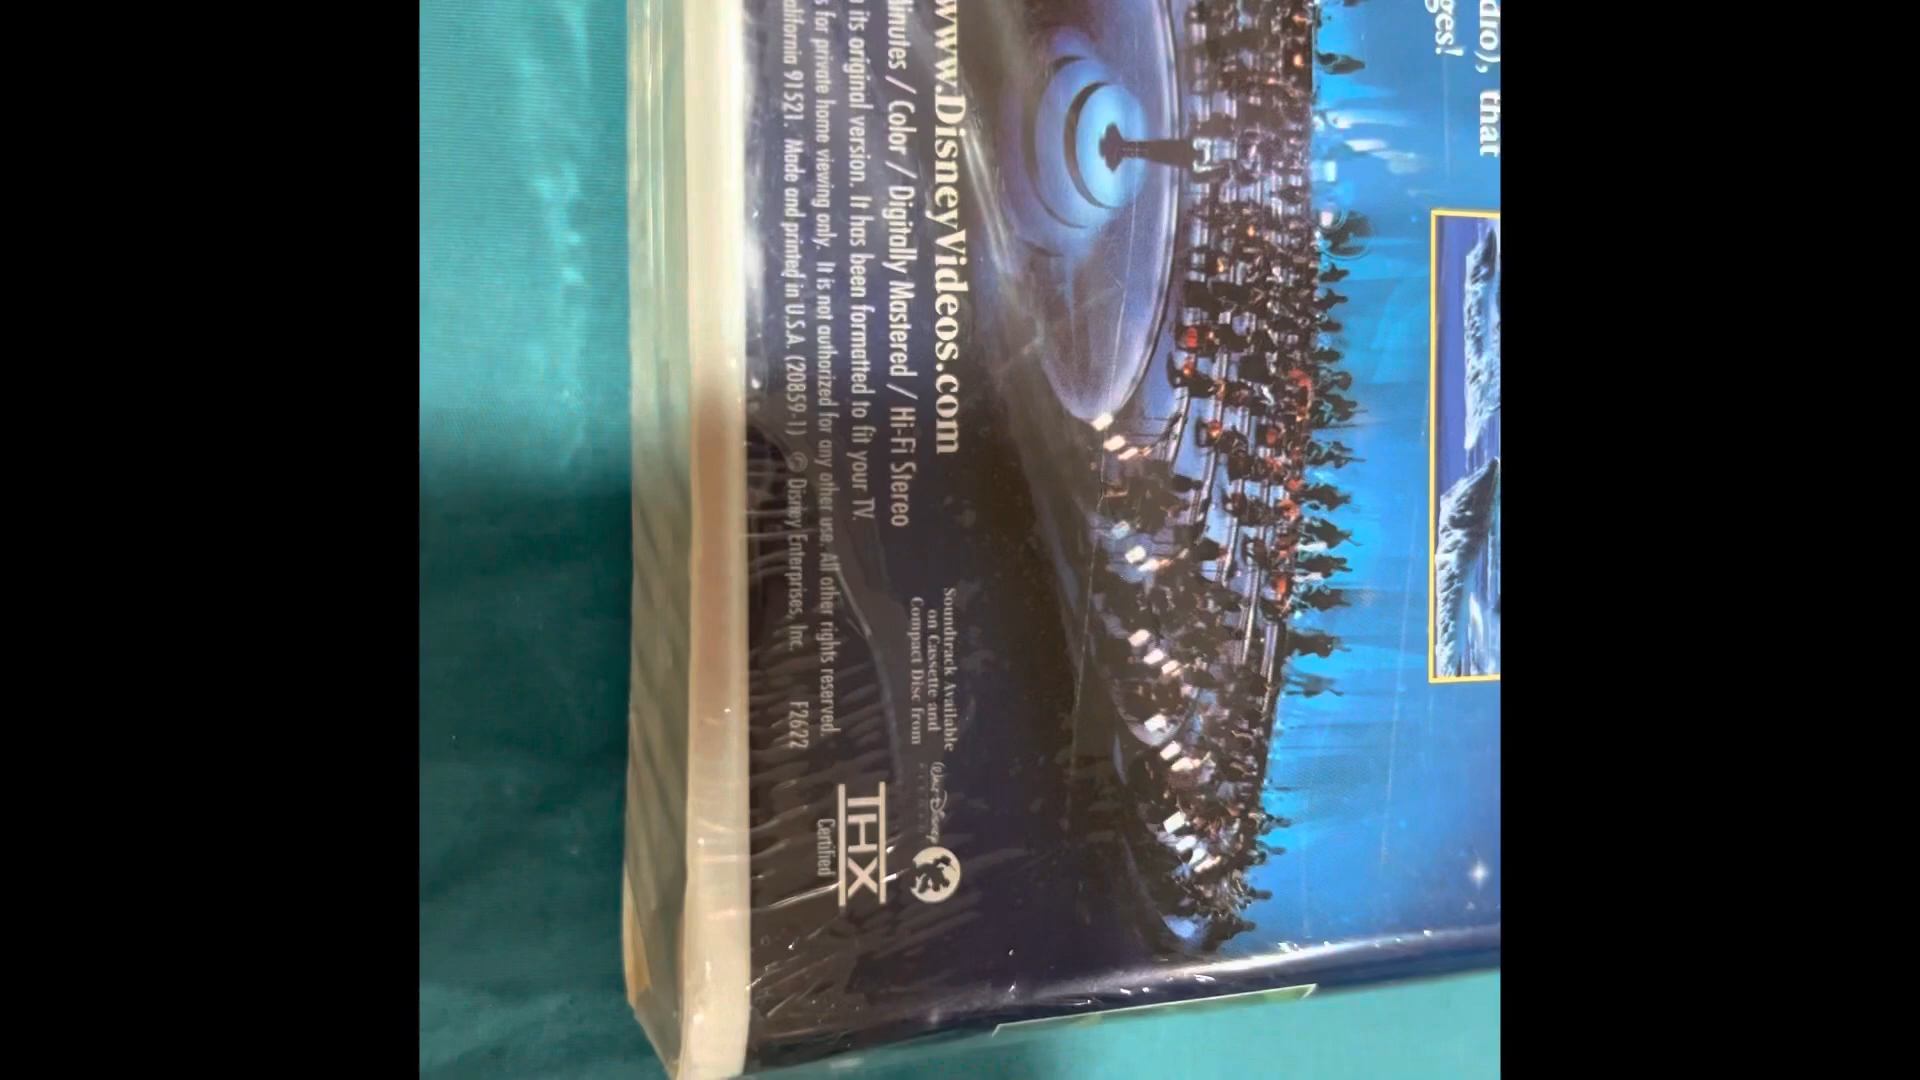 dio), that
ges!
www.DisneyVideos.com
Minutes / Color / Digitally Mastered / Hi-Fi Stereo
its original version. It has been formatted to fit your TV.
s for private home viewing only. It is not authorized for any other use. All other rights reserved.
alifornia 91521. Made and printed in U.S.A. (20859-1) © Disney Enterprises, Inc. F2622
Soundtrack Available
on Cassette and
Compact Disc from
Walt Disney
THX
Certified